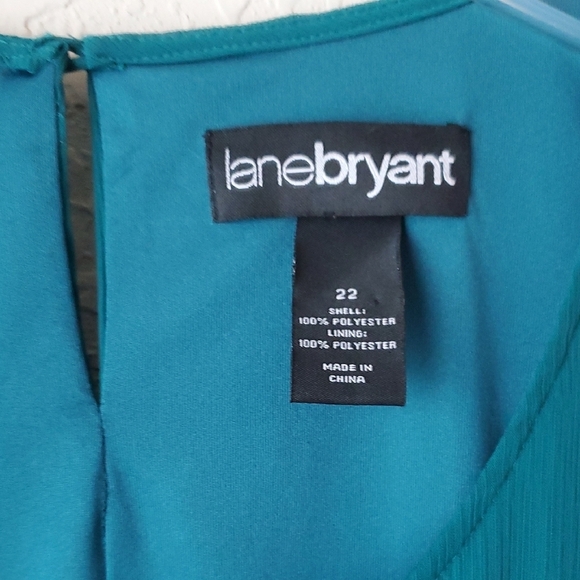 lanebryant
22
SHELL:
100% POLYESTER
LINING:
100% POLYESTER
MADE IN
CHINA